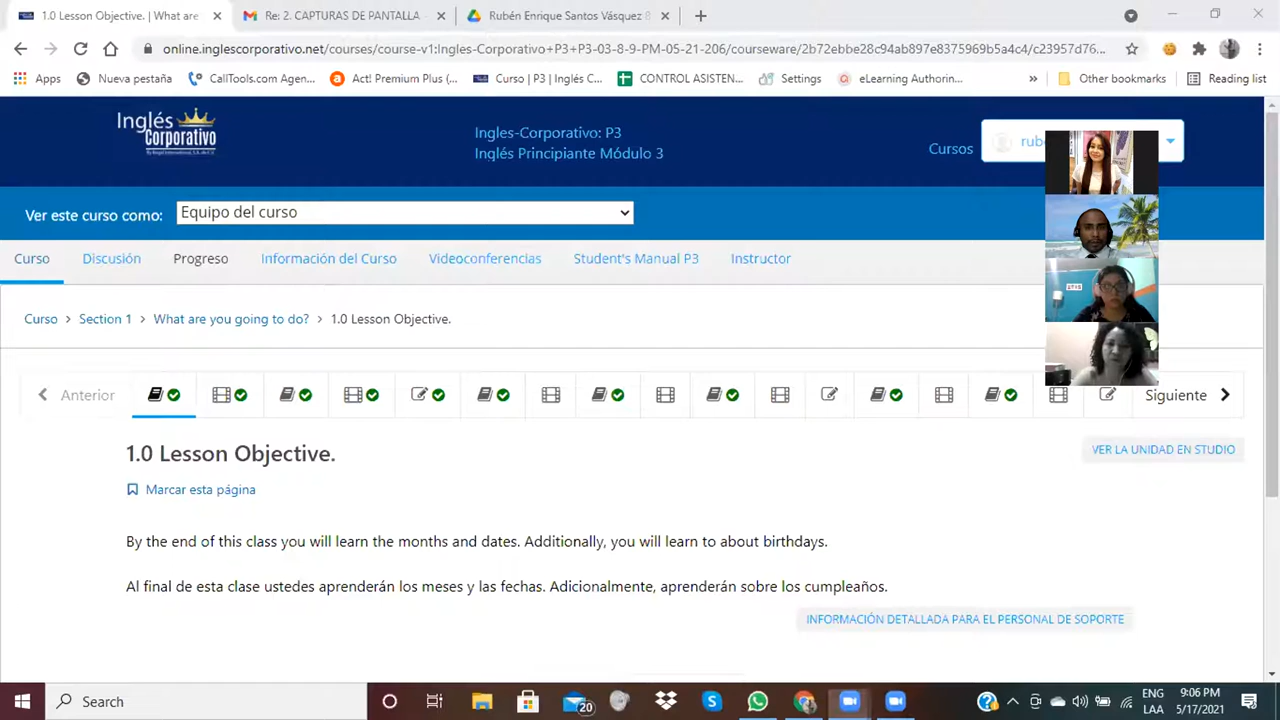 1.0 Lesson Objective. | What are
Re: 2. CAPTURAS DE PANTALLA
Rubén Enrique Santos Vásquez 8
online.inglescorporativo.net/courses/course-v1:Ingles-Corporativo+P3+P3-03-8-9-PM-05-21-206/courseware/2b72ebbe28c94ab897e8375969b5a4c4/c23957d76...
Apps
Nueva pestaña
CallTools.com Agen...
Act! Premium Plus (...
Curso | P3 | Inglés C...
CONTROL ASISTEN...
Settings
eLearning Authorin...
»
Other bookmarks
Reading list
Inglés
Corporativo
Ingles-Corporativo: P3
Inglés Principiante Módulo 3
Cursos
Ver este curso como:
Equipo del curso
Curso
Discusión
Progreso
Información del Curso
Videoconferencias
Student's Manual P3
Instructor
Curso > Section 1 > What are you going to do? > 1.0 Lesson Objective.
Anterior
Siguiente
1.0 Lesson Objective.
VER LA UNIDAD EN STUDIO
Marcar esta página
By the end of this class you will learn the months and dates. Additionally, you will learn to about birthdays.
Al final de esta clase ustedes aprenderán los meses y las fechas. Adicionalmente, aprenderán sobre los cumpleaños.
INFORMACIÓN DETALLADA PARA EL PERSONAL DE SOPORTE
Search
20
ENG
LAA
9:06 PM
5/17/2021